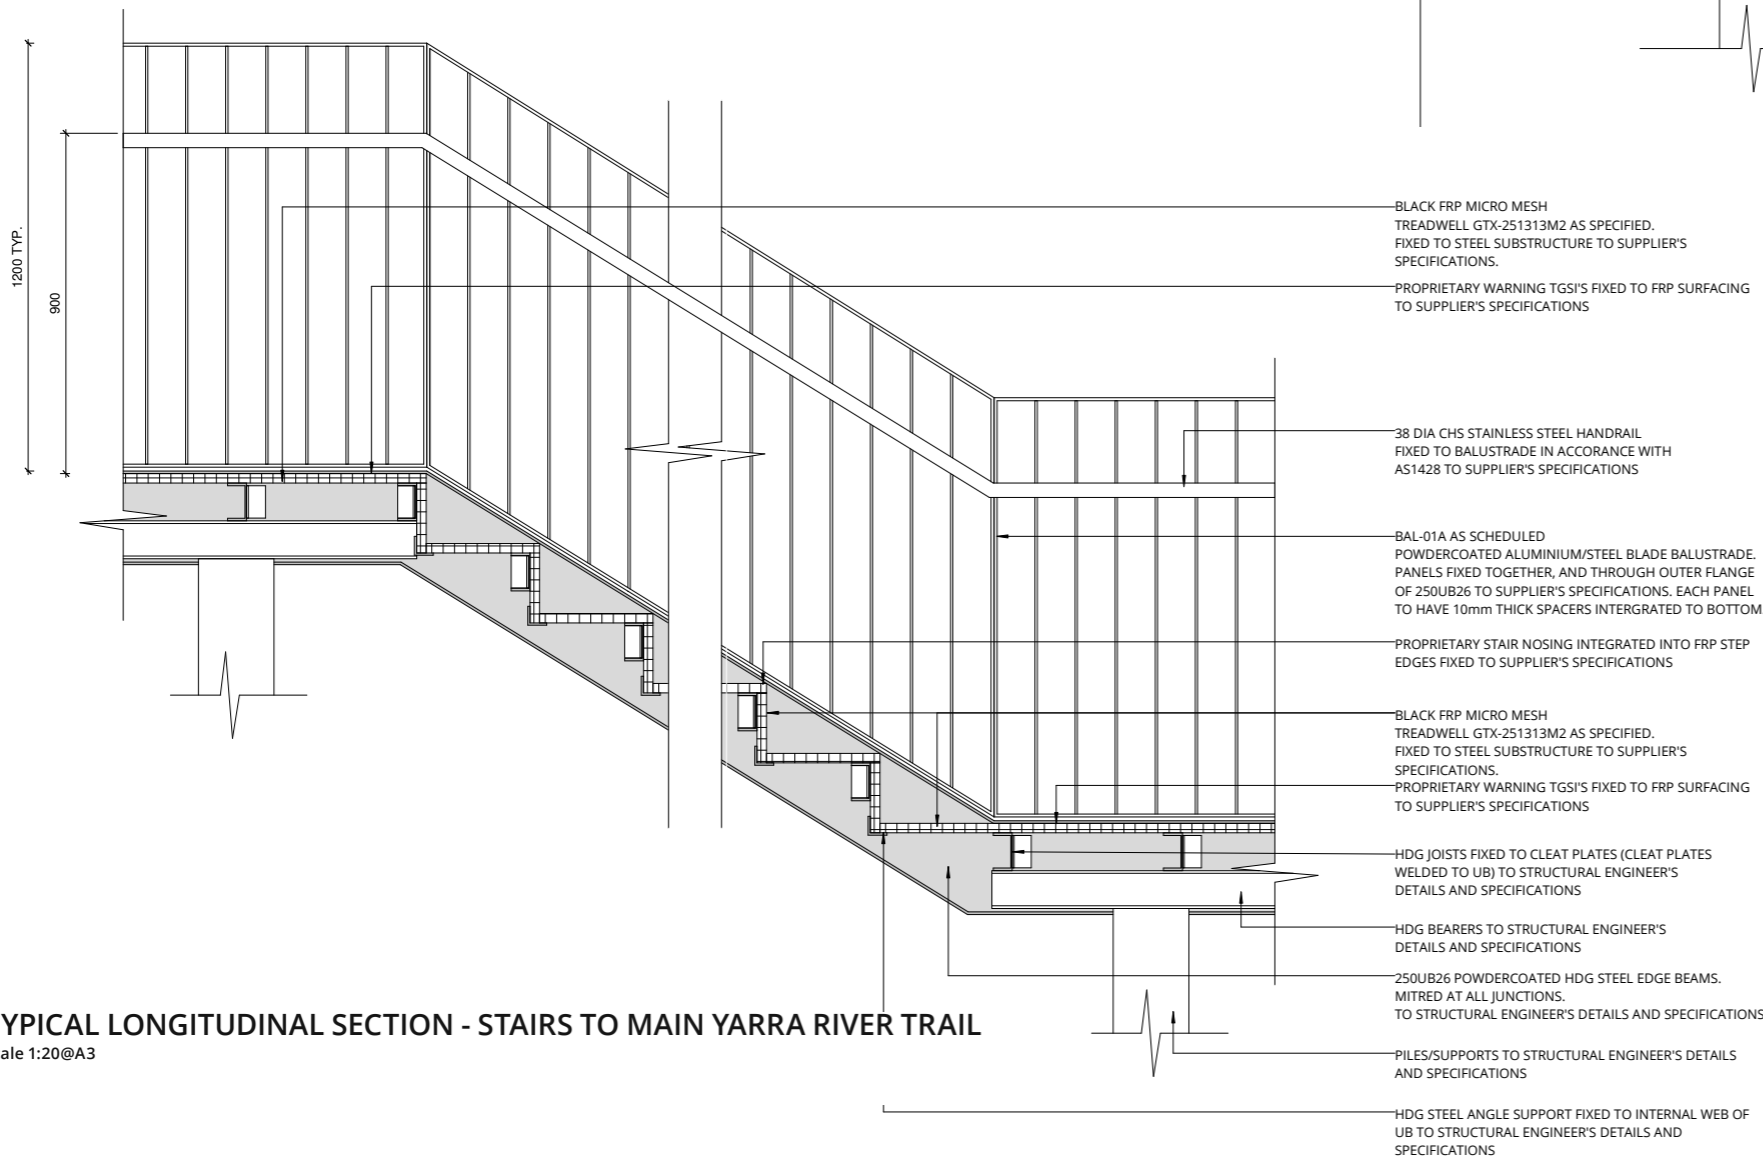 1200 TYP.
900
BLACK FRP MICRO MESH
TREADWELL GTX-251313M2 AS SPECIFIED.
FIXED TO STEEL SUBSTRUCTURE TO SUPPLIER'S
SPECIFICATIONS.
PROPRIETARY WARNING TGSI'S FIXED TO FRP SURFACING
TO SUPPLIER'S SPECIFICATIONS
38 DIA CHS STAINLESS STEEL HANDRAIL
FIXED TO BALUSTRADE IN ACCORANCE WITH
AS1428 TO SUPPLIER'S SPECIFICATIONS
BAL-01A AS SCHEDULED
POWDERCOATED ALUMINIUM/STEEL BLADE BALUSTRADE.
PANELS FIXED TOGETHER, AND THROUGH OUTER FLANGE
OF 250UB26 TO SUPPLIER'S SPECIFICATIONS. EACH PANEL
TO HAVE 10mm THICK SPACERS INTERGRATED TO BOTTOM
PROPRIETARY STAIR NOSING INTEGRATED INTO FRP STEP
EDGES FIXED TO SUPPLIER'S SPECIFICATIONS
BLACK FRP MICRO MESH
TREADWELL GTX-251313M2 AS SPECIFIED.
FIXED TO STEEL SUBSTRUCTURE TO SUPPLIER'S
SPECIFICATIONS.
PROPRIETARY WARNING TGSI'S FIXED TO FRP SURFACING
TO SUPPLIER'S SPECIFICATIONS
HDG JOISTS FIXED TO CLEAT PLATES (CLEAT PLATES
WELDED TO UB) TO STRUCTURAL ENGINEER'S
DETAILS AND SPECIFICATIONS
HDG BEARERS TO STRUCTURAL ENGINEER'S
DETAILS AND SPECIFICATIONS
250UB26 POWDERCOATED HDG STEEL EDGE BEAMS.
MITRED AT ALL JUNCTIONS.
TO STRUCTURAL ENGINEER'S DETAILS AND SPECIFICATIONS
PILES/SUPPORTS TO STRUCTURAL ENGINEER'S DETAILS
AND SPECIFICATIONS
HDG STEEL ANGLE SUPPORT FIXED TO INTERNAL WEB OF
UB TO STRUCTURAL ENGINEER'S DETAILS AND
SPECIFICATIONS
YPICAL LONGITUDINAL SECTION - STAIRS TO MAIN YARRA RIVER TRAIL
ale 1:20@A3